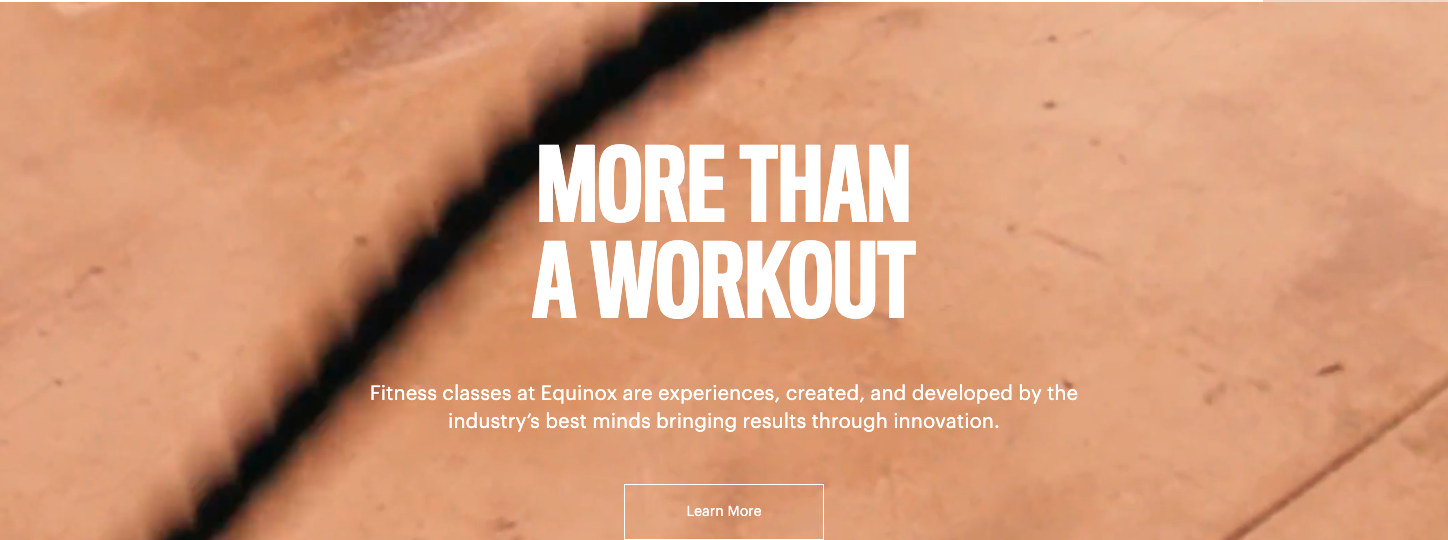 MORE THAN
A WORKOUT
Fitness classes at Equinox are experiences, created, and developed by the
industry’s best minds bringing results through innovation.
Learn More